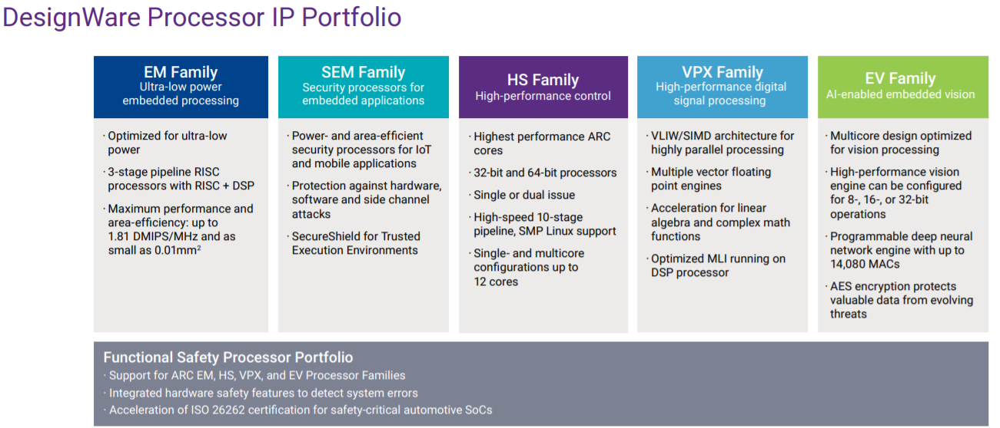 DesignWare Processor IP Portfolio
EM Family
Ultra-low power
embedded processing
· Optimized for ultra-low
power
· 3-stage pipeline RISC
processors with RISC + DSP
· Maximum performance and
area-efficiency: up to
1.81 DMIPS/MHz and as
small as 0.01mm²
SEM Family
Security processors for
embedded applications
· Power- and area-efficient
security processors for IoT
and mobile applications
· Protection against hardware,
software and side channel
attacks
· SecureShield for Trusted
Execution Environments
HS Family
High-performance control
· Highest performance ARC
cores
· 32-bit and 64-bit processors
· Single or dual issue
· High-speed 10-stage
pipeline, SMP Linux support
· Single- and multicore
configurations up to
12 cores
VPX Family
High-performance digital
signal processing
· VLIW/SIMD architecture for
highly parallel processing
· Multiple vector floating
point engines
· Acceleration for linear
algebra and complex math
functions
· Optimized MLI running on
DSP processor
EV Family
AI-enabled embedded vision
· Multicore design optimized
for vision processing
· High-performance vision
engine can be configured
for 8-, 16-, or 32-bit
operations
· Programmable deep neural
network engine with up to
14,080 MACs
· AES encryption protects
valuable data from evolving
threats
Functional Safety Processor Portfolio
· Support for ARC EM, HS, VPX, and EV Processor Families
· Integrated hardware safety features to detect system errors
· Acceleration of ISO 26262 certification for safety-critical automotive SoCs